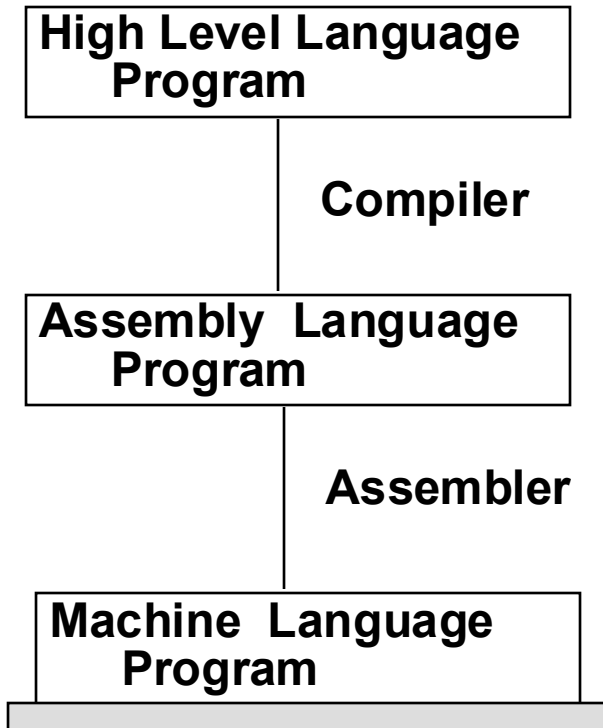 High Level Language
Program
Compiler
Assembly Language
Program
Assembler
Machine Language
Program